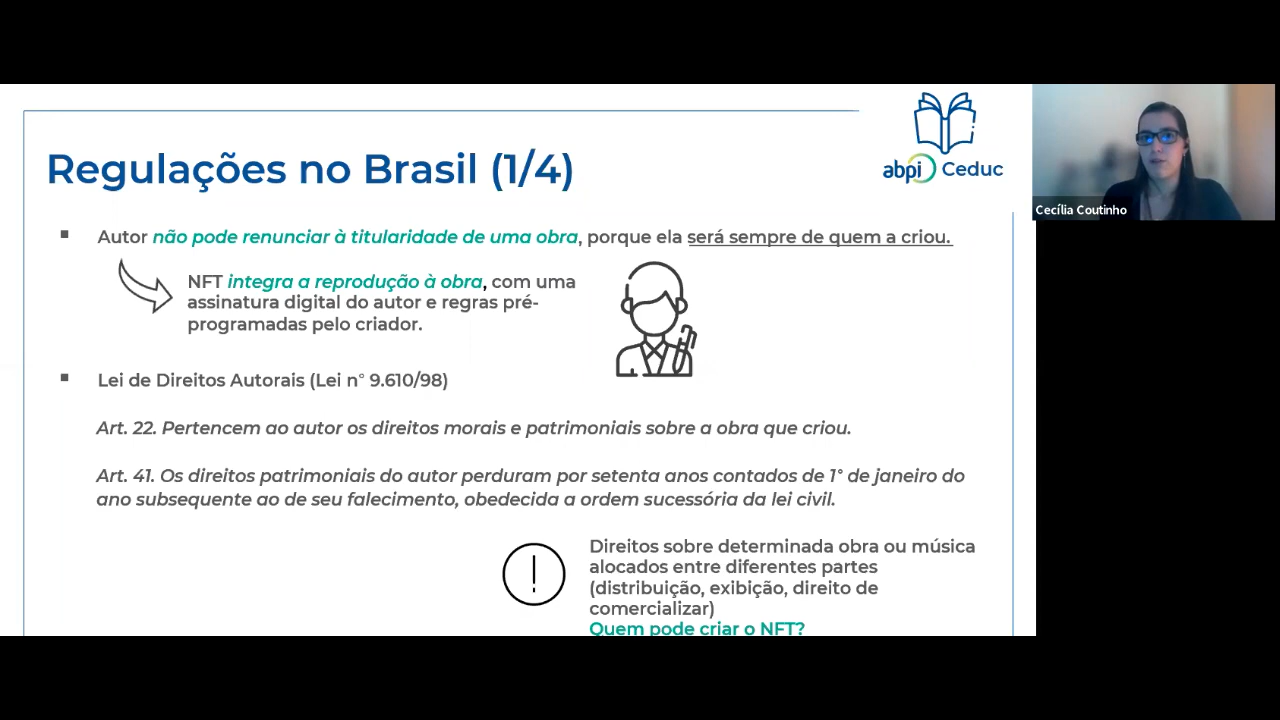 abpi Ceduc
Regulações no Brasil (1/4)
▪ Autor não pode renunciar à titularidade de uma obra, porque ela será sempre de quem a criou.
NFT integra a reprodução à obra, com uma
assinatura digital do autor e regras pré-
programadas pelo criador.
▪ Lei de Direitos Autorais (Lei n° 9.610/98)
Art. 22. Pertencem ao autor os direitos morais e patrimoniais sobre a obra que criou.
Art. 41. Os direitos patrimoniais do autor perduram por setenta anos contados de 1° de janeiro do
ano subsequente ao de seu falecimento, obedecida a ordem sucessória da lei civil.
Direitos sobre determinada obra ou música
alocados entre diferentes partes
(distribuição, exibição, direito de
comercializar)
Quem pode criar o NFT?
Cecília Coutinho